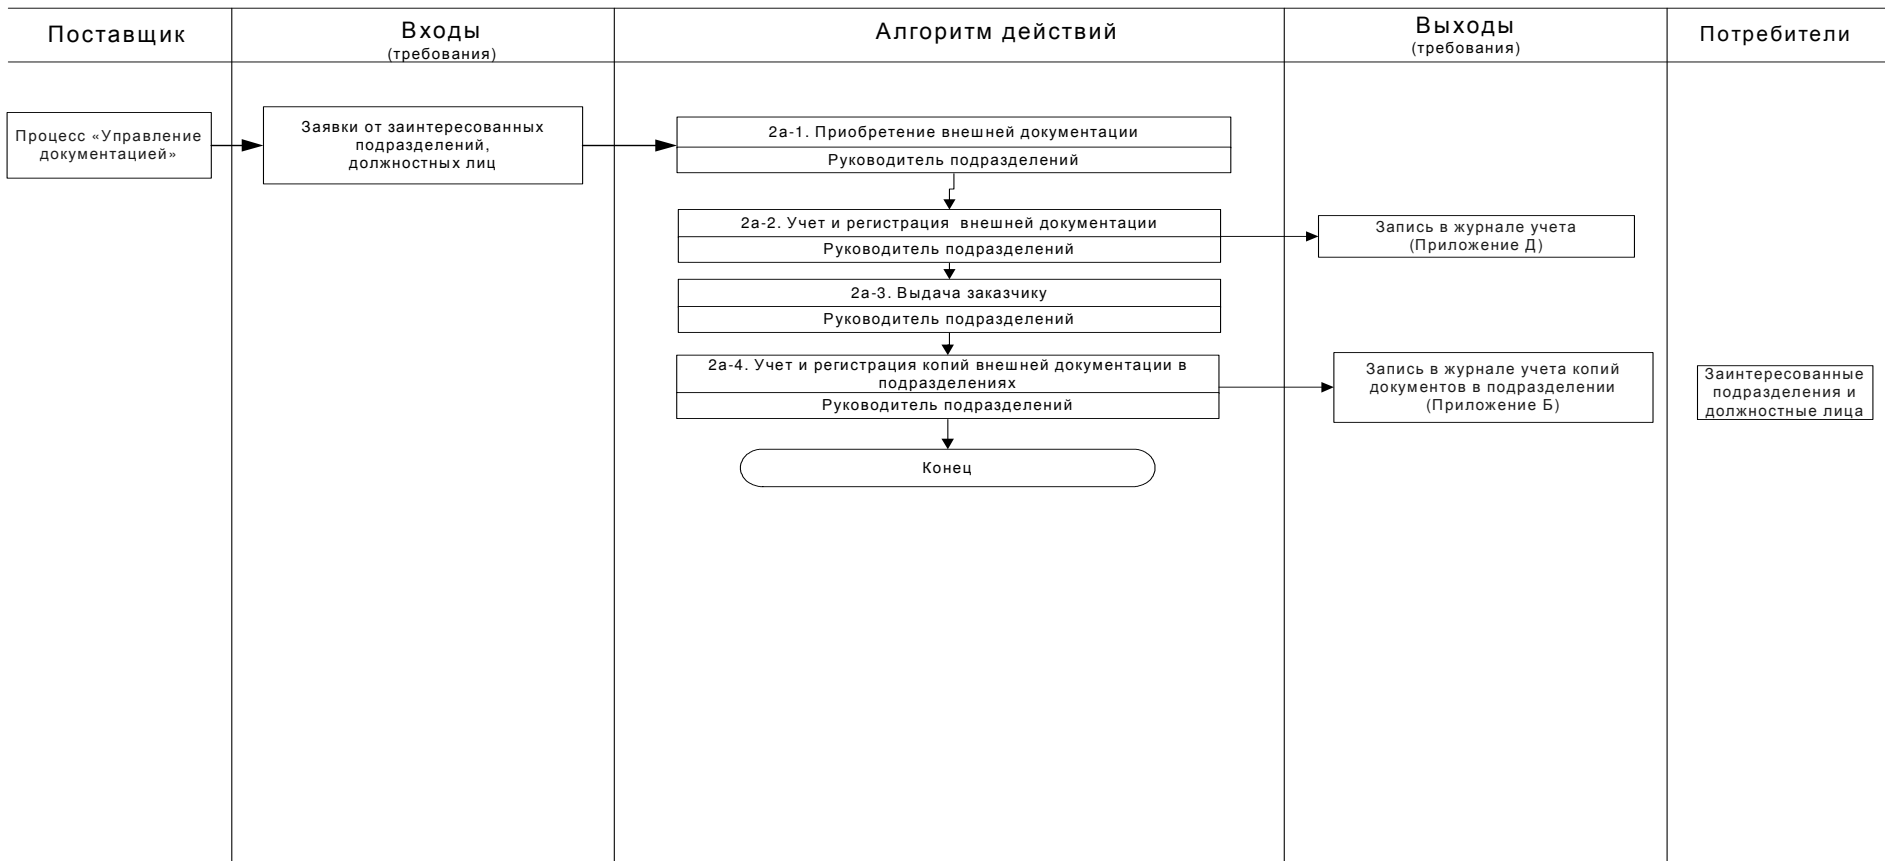 Поставщик
Входы
(требования)
Алгоритм действий
Выходы
(требования)
Потребители
Процесс «Управление
документацией»
Заявки от заинтересованных
подразделений,
должностных лиц
2а-1. Приобретение внешней документации
Руководитель подразделений
2а-2. Учет и регистрация внешней документации
Руководитель подразделений
Запись в журнале учета
(Приложение Д)
2а-3. Выдача заказчику
Руководитель подразделений
2а-4. Учет и регистрация копий внешней документации в
подразделениях
Руководитель подразделений
Запись в журнале учета копий
документов в подразделении
(Приложение Б)
Заинтересованные
подразделения и
должностные лица
Конец